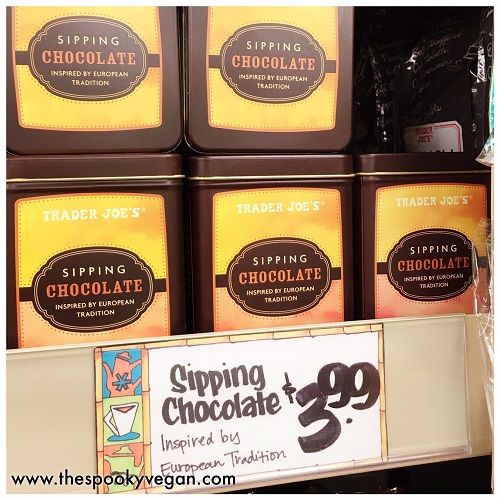 SIPPING
CHOCOLATE
INSPIRED BY EUROPEAN
TRADITION
SIPPING
CHOCOLATE
INSPIRED BY EUROPEAN
TRADITION
TRADER JOE'S
TRADER JOE'S®
SIPPING
CHOCOLATE
INSPIRED BY EUROPEAN
TRADITION
TRADER JOE'S®
SIPPING
CHOCOLATE
INSPIRED BY EUROPEAN
TRADITION
TRADER JOE'S®
SIPPING
CHOCOLATE
INSPIRED BY EUROPEAN
TRADITION
Sipping
Chocolate
$3.99
Inspired by
European Tradition
www.thespookyvegan.com